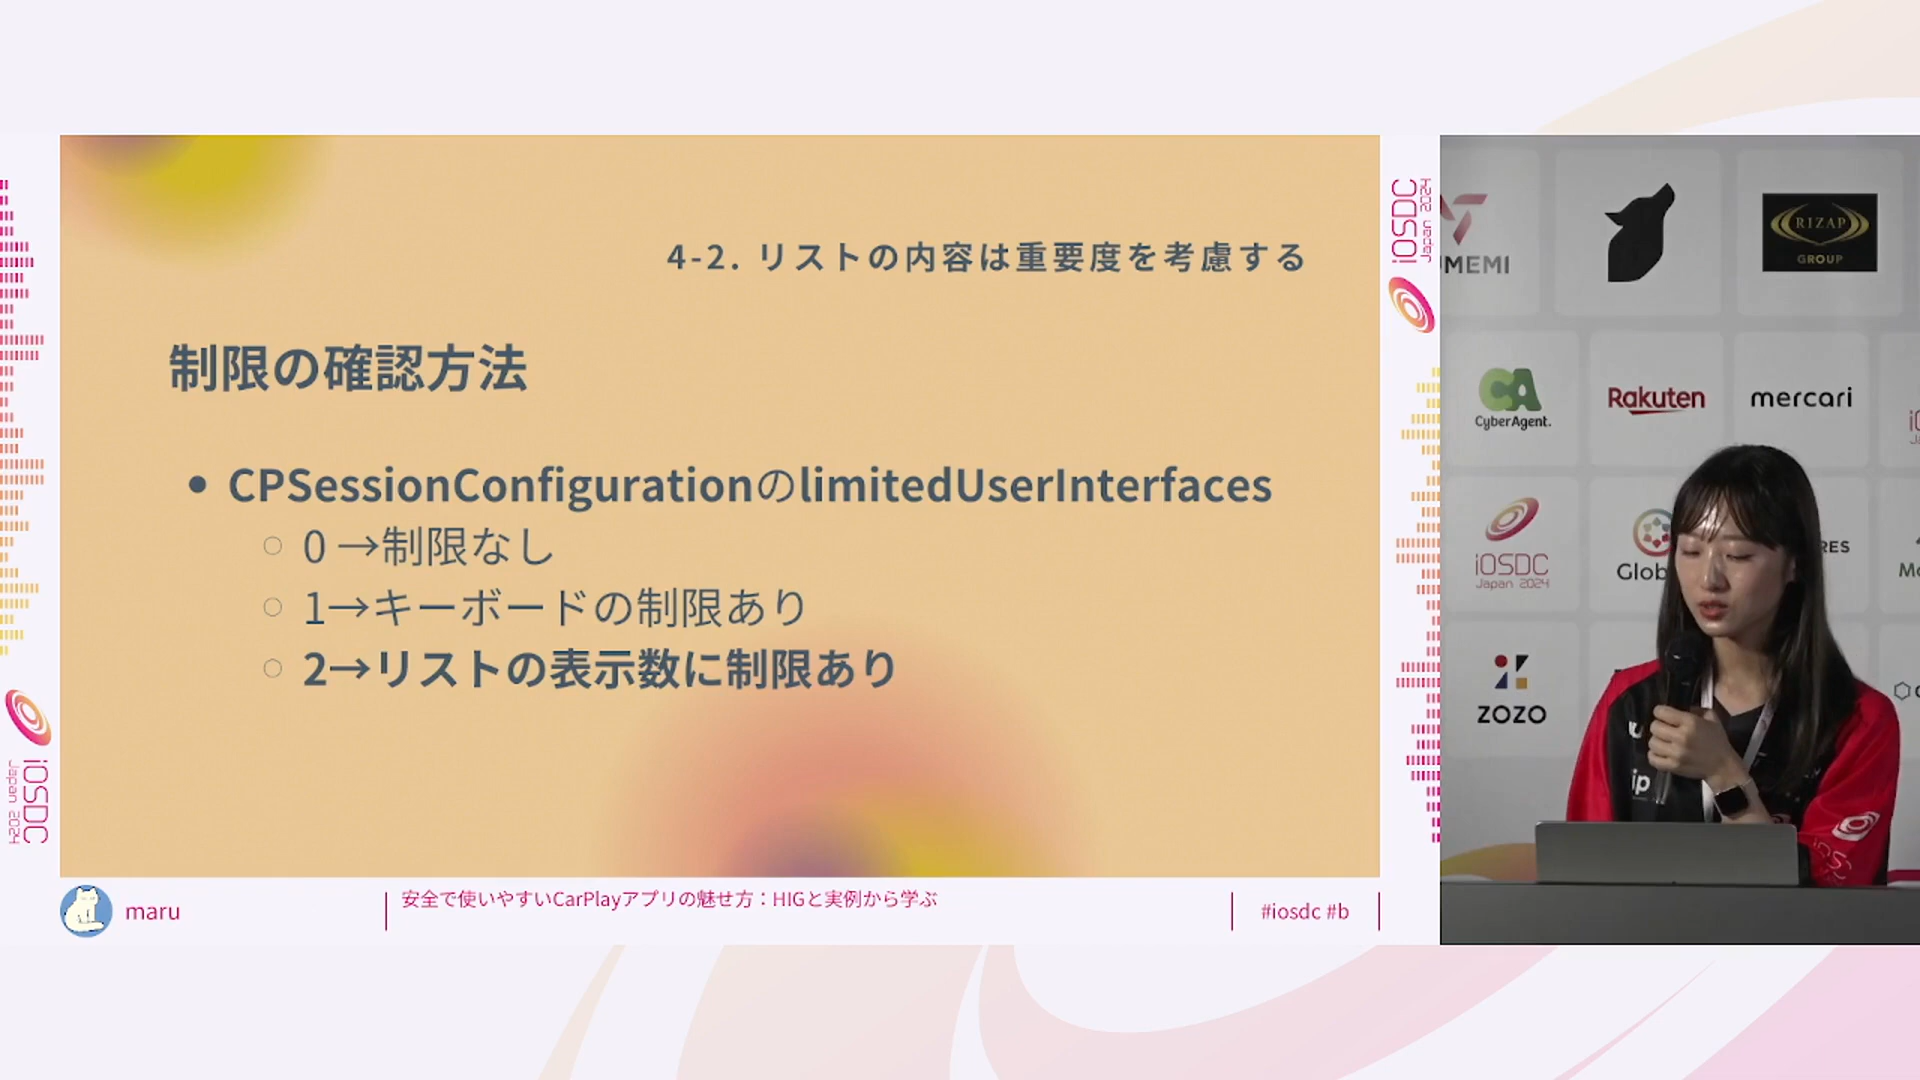 4-2. リストの内容は重要度を考慮する
制限の確認方法
• CPSessionConfigurationのlimitedUserInterfaces
○ 0 →制限なし
○ 1→キーボードの制限あり
○ 2→リストの表示数に制限あり
maru
安全で使いやすいCarPlayアプリの魅せ方：HIGと実例から学ぶ
#iosdc #b
iOSDC
Japan 2024
iOSDC
Japan 2024
UMEMI
RIZAP
GROUP
CA
CyberAgent.
Rakuten
mercari
iOSDC
Japan 2024
Glob
RES
ZOZO
ip